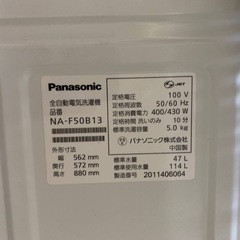 Panasonic
全自動電気洗濯機
品番
NA-F50B13
外形寸法
幅 562 mm
奥行 572 mm
高さ 880 mm
JET
定格電圧 100 V
定格周波数 50/60 Hz
定格消費電力 400/430 W
定格時間 洗いのみ 10分
標準洗濯容量 5.0 kg
パナソニック株式会社
中国製
標準水量 47 L
標準使用水量 114 L
製造番号 2011406064